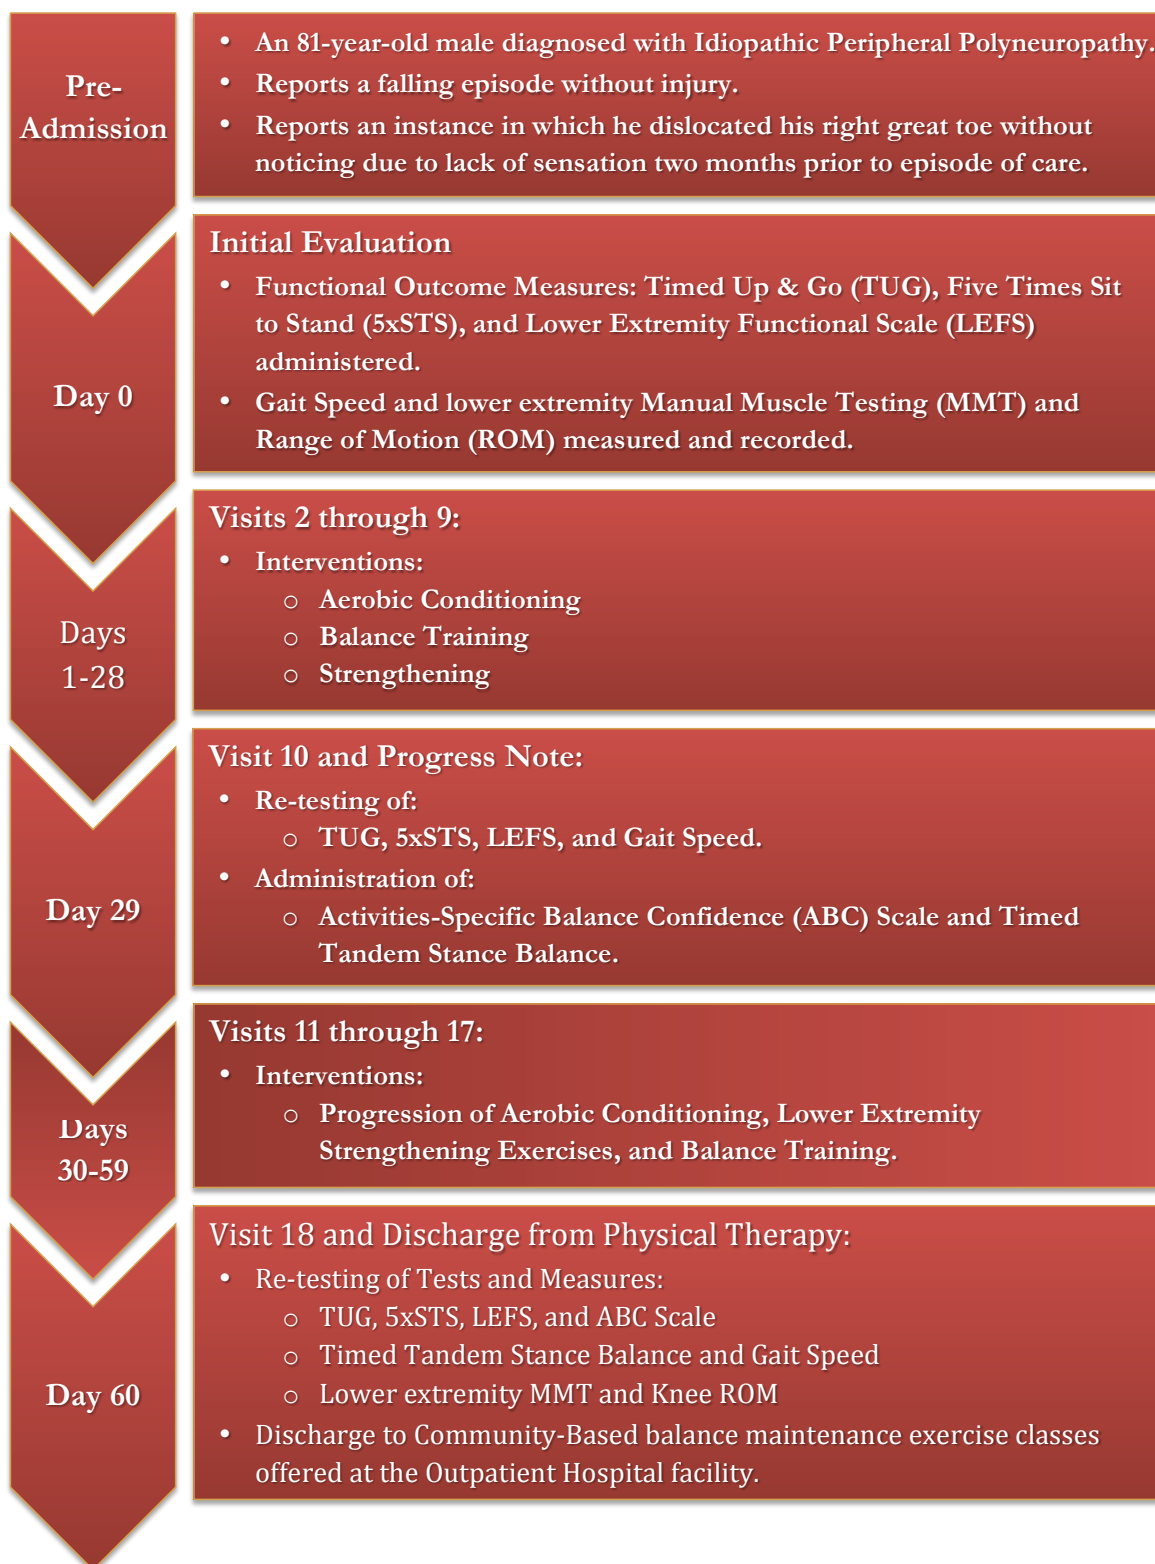 Pre-
Admission
• An 81-year-old male diagnosed with Idiopathic Peripheral Polyneuropathy.
• Reports a falling episode without injury.
• Reports an instance in which he dislocated his right great toe without
noticing due to lack of sensation two months prior to episode of care.
Day 0
Initial Evaluation
• Functional Outcome Measures: Timed Up & Go (TUG), Five Times Sit
to Stand (5xSTS), and Lower Extremity Functional Scale (LEFS)
administered.
• Gait Speed and lower extremity Manual Muscle Testing (MMT) and
Range of Motion (ROM) measured and recorded.
Days
1-28
Visits 2 through 9:
• Interventions:
o Aerobic Conditioning
o Balance Training
o Strengthening
Day 29
Visit 10 and Progress Note:
• Re-testing of:
o TUG, 5xSTS, LEFS, and Gait Speed.
• Administration of:
o Activities-Specific Balance Confidence (ABC) Scale and Timed
Tandem Stance Balance.
Days
30-59
Visits 11 through 17:
• Interventions:
o Progression of Aerobic Conditioning, Lower Extremity
Strengthening Exercises, and Balance Training.
Day 60
Visit 18 and Discharge from Physical Therapy:
• Re-testing of Tests and Measures:
o TUG, 5xSTS, LEFS, and ABC Scale
o Timed Tandem Stance Balance and Gait Speed
o Lower extremity MMT and Knee ROM
• Discharge to Community-Based balance maintenance exercise classes
offered at the Outpatient Hospital facility.